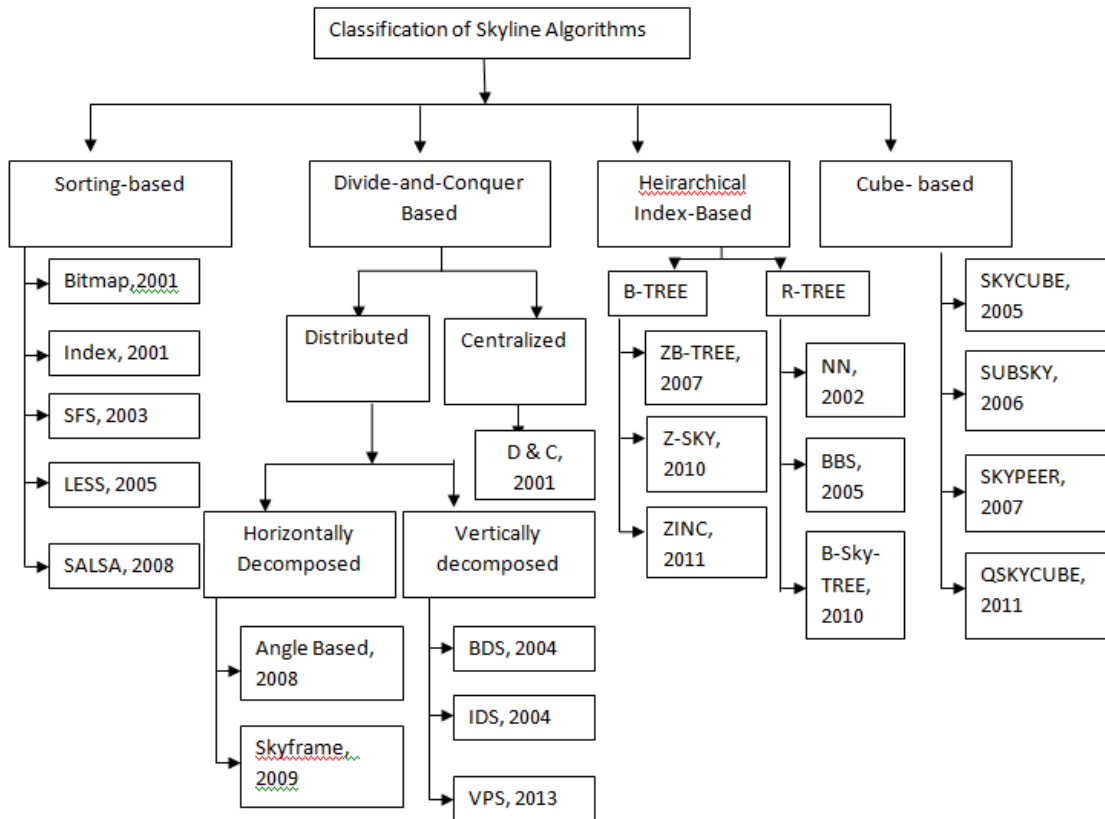 Classification of Skyline Algorithms
Sorting-based
Divide-and-Conquer
Based
Heirarchical
Index-Based
Cube- based
Bitmap,2001
Index, 2001
SFS, 2003
LESS, 2005
SALSA, 2008
Distributed
Centralized
D & C,
2001
Horizontally
Decomposed
Vertically
decomposed
Angle Based,
2008
Skyframe,
2009
BDS, 2004
IDS, 2004
VPS, 2013
B-TREE
R-TREE
ZB-TREE,
2007
Z-SKY,
2010
ZINC,
2011
NN,
2002
BBS,
2005
B-Sky-
TREE,
2010
SKYCUBE,
2005
SUBSKY,
2006
SKYPEER,
2007
QSKYCUBE,
2011